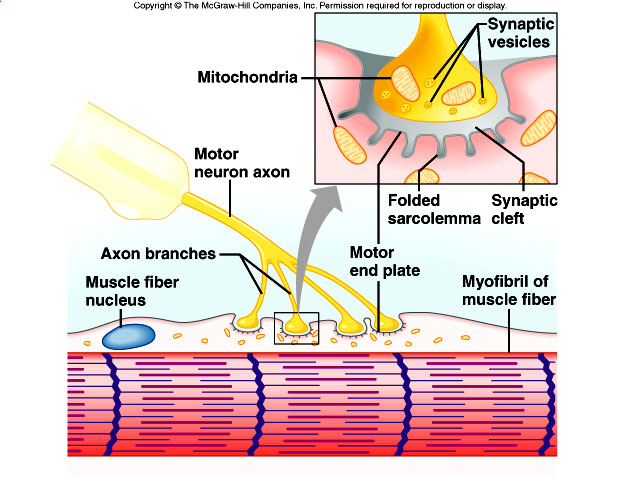 Copyright © The McGraw-Hill Companies, Inc. Permission required for reproduction or display.
Synaptic
vesicles
Mitochondria
Motor
neuron axon
Folded
sarcolemma
Synaptic
cleft
Axon branches
Motor
end plate
Muscle fiber
nucleus
Myofibril of
muscle fiber